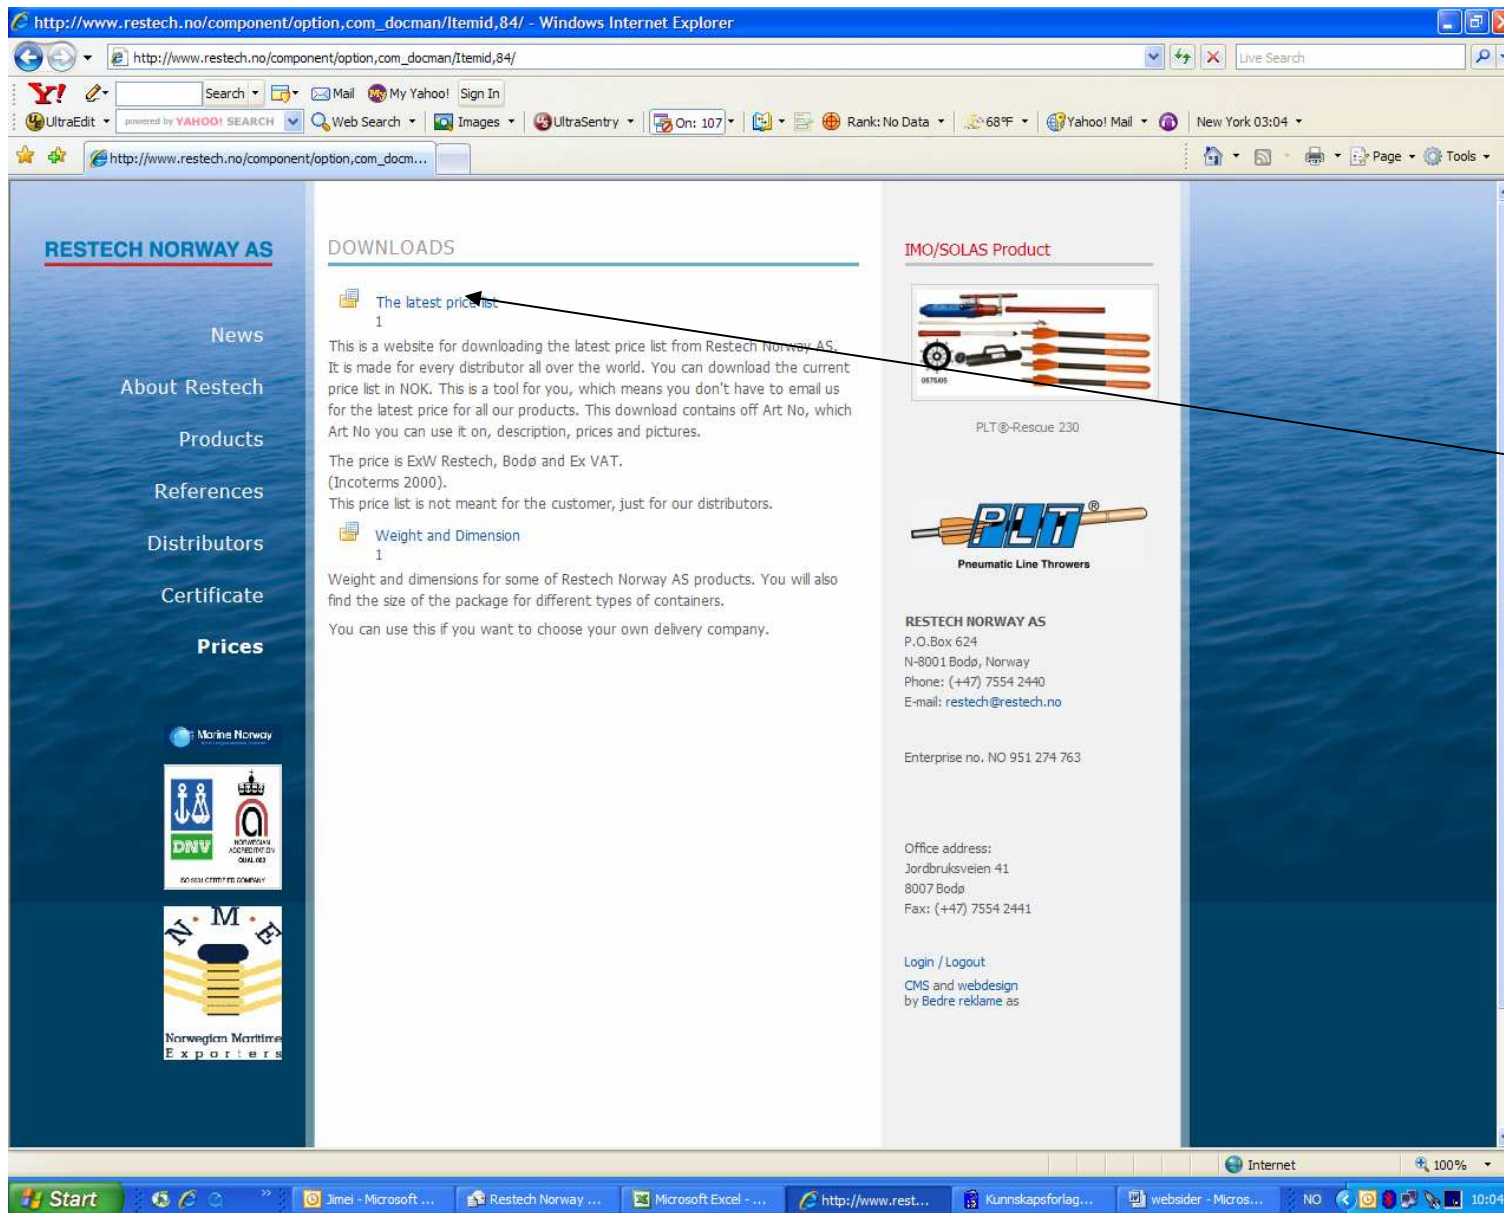 http://www.restech.no/component/option,com_docman/Itemid,84/ - Windows Internet Explorer
http://www.restech.no/component/option,com_docman/Itemid,84/
Live Search
Y! Search Mail My Yahoo! Sign In
UltraEdit powered by YAHOO! SEARCH Web Search Images UltraSentry On: 107 Rank: No Data 68°F Yahoo! Mail New York 03:04
http://www.restech.no/component/option,com_docm...
Page Tools
RESTECH NORWAY AS
News
About Restech
Products
References
Distributors
Certificate
Prices
Marine Norway
DNV
NORWEGIAN
ACCREDITATION
ISO 9001 CERTIFIED COMPANY
N · M · E
Norwegian Maritime
Exporters
DOWNLOADS
The latest price list
1
This is a website for downloading the latest price list from Restech Norway AS.
It is made for every distributor all over the world. You can download the current
price list in NOK. This is a tool for you, which means you don't have to email us
for the latest price for all our products. This download contains off Art No, which
Art No you can use it on, description, prices and pictures.
The price is ExW Restech, Bodø and Ex VAT.
(Incoterms 2000).
This price list is not meant for the customer, just for our distributors.
Weight and Dimension
1
Weight and dimensions for some of Restech Norway AS products. You will also
find the size of the package for different types of containers.
You can use this if you want to choose your own delivery company.
IMO/SOLAS Product
0575/05
PLT®-Rescue 230
PLT®
Pneumatic Line Throwers
RESTECH NORWAY AS
P.O.Box 624
N-8001 Bodø, Norway
Phone: (+47) 7554 2440
E-mail: restech@restech.no
Enterprise no. NO 951 274 763
Office address:
Jordbruksveien 41
8007 Bodø
Fax: (+47) 7554 2441
Login / Logout
CMS and webdesign
by Bedre reklame as
Internet 100%
Start Jimei - Microsoft ... Restech Norway ... Microsoft Excel - ... http://www.rest... Kunnskapsforlag... websider - Micros... NO 10:04